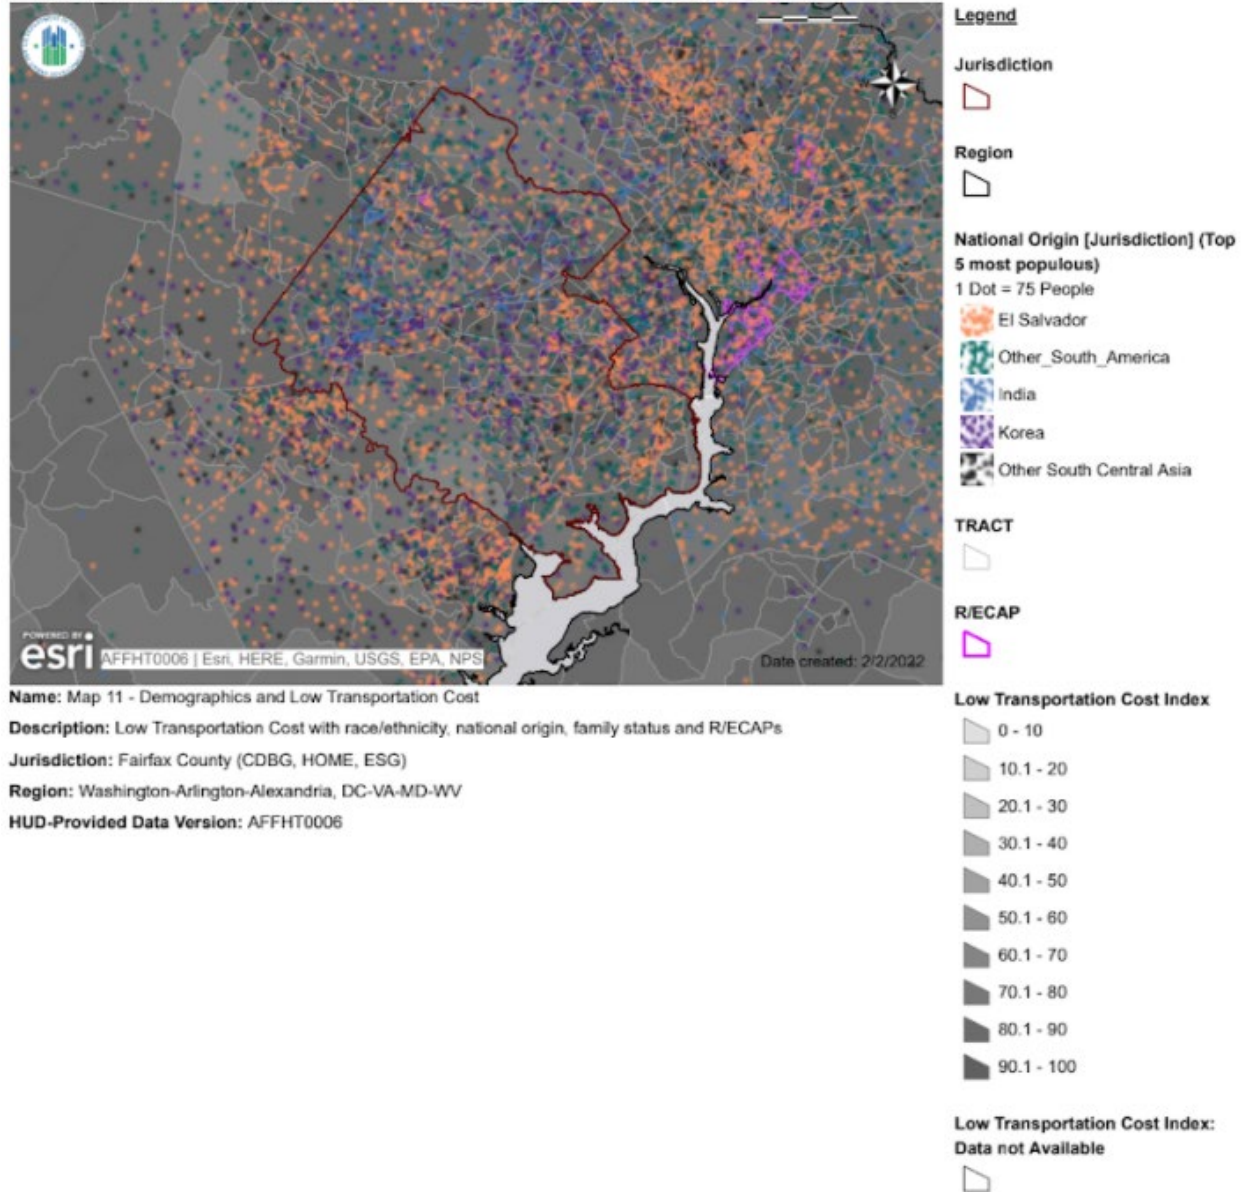 Legend
Jurisdiction
Region
National Origin [Jurisdiction] (Top
5 most populous)
1 Dot = 75 People
El Salvador
Other_South_America
India
Korea
Other South Central Asia
TRACT
R/ECAP
Low Transportation Cost Index
0 - 10
10.1 - 20
20.1 - 30
30.1 - 40
40.1 - 50
50.1 - 60
60.1 - 70
70.1 - 80
80.1 - 90
90.1 - 100
Low Transportation Cost Index:
Data not Available
POWERED BY
esri
AFFHT0006 | Esri, HERE, Garmin, USGS, EPA, NPS
Date created: 2/2/2022
Name: Map 11 - Demographics and Low Transportation Cost
Description: Low Transportation Cost with race/ethnicity, national origin, family status and R/ECAPs
Jurisdiction: Fairfax County (CDBG, HOME, ESG)
Region: Washington-Arlington-Alexandria, DC-VA-MD-WV
HUD-Provided Data Version: AFFHT0006